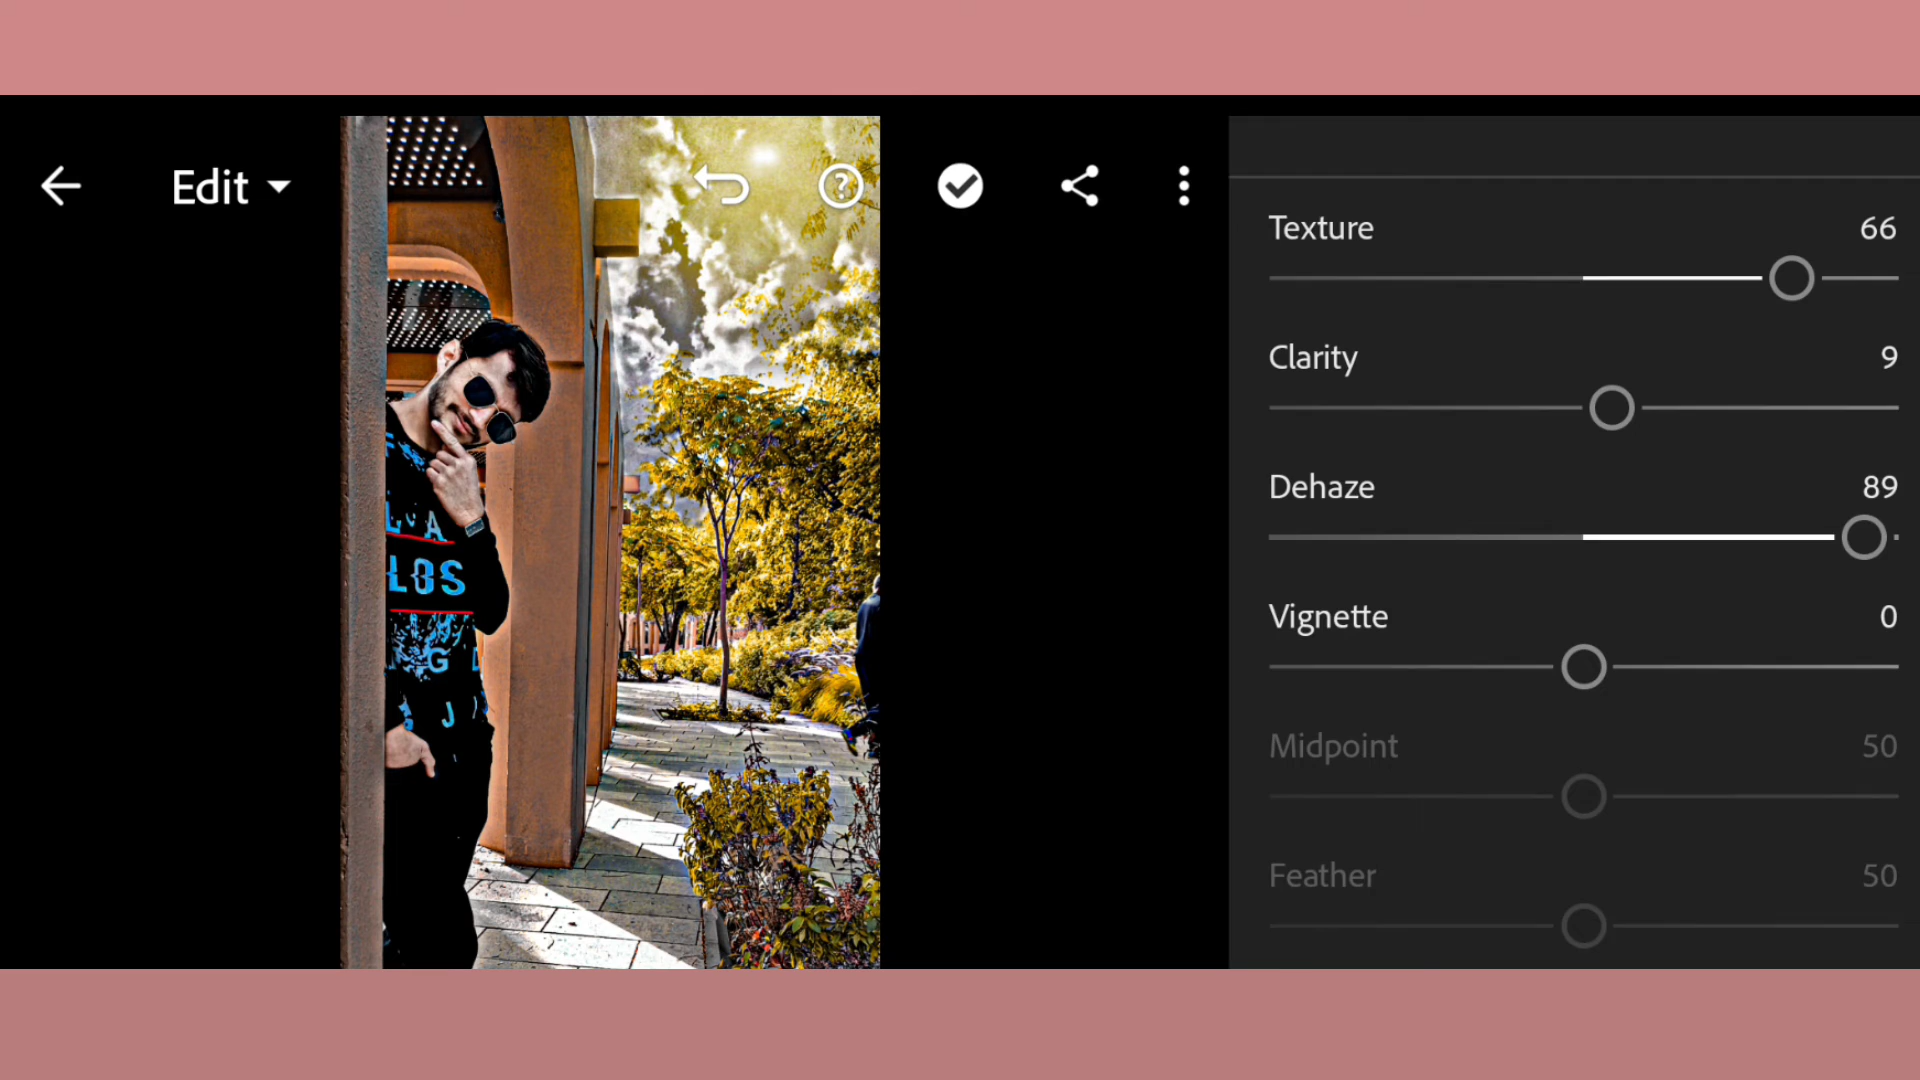 Edit
Texture 66
Clarity 9
Dehaze 89
Vignette 0
Midpoint 50
Feather 50
L A
LOS
G
J